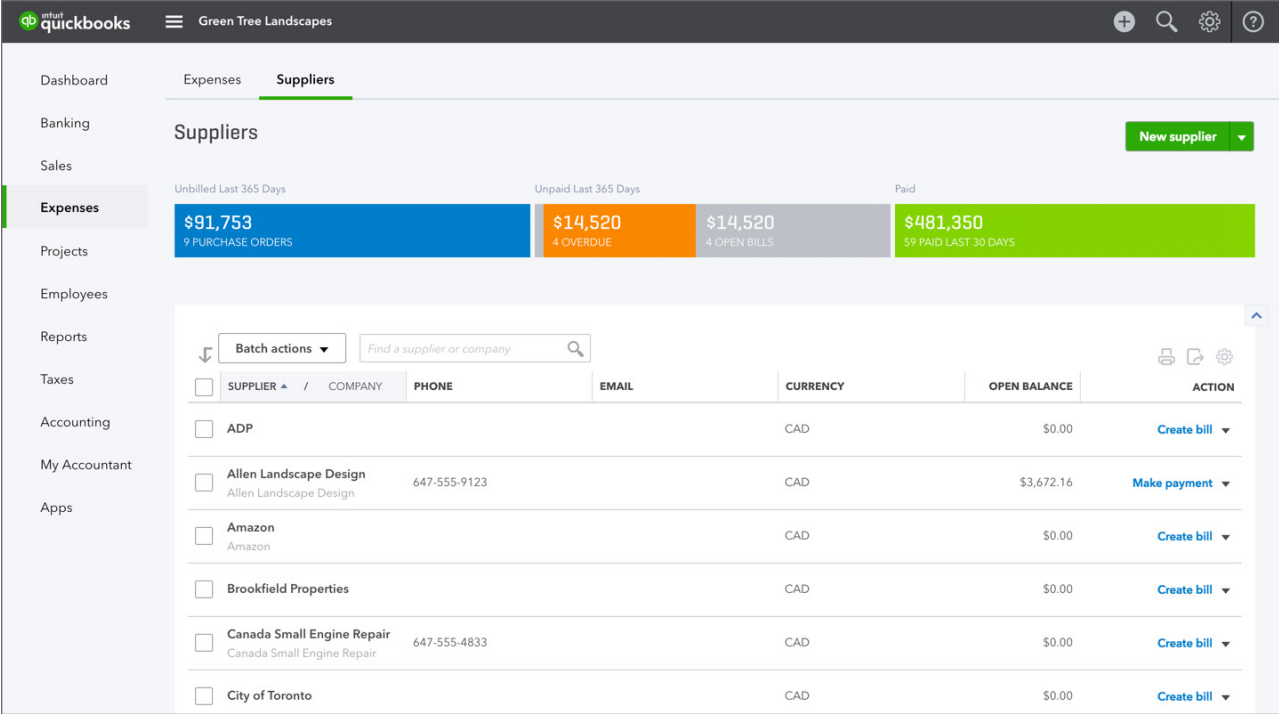 qb intuit quickbooks Green Tree Landscapes ?
Dashboard
Banking
Sales
Expenses
Projects
Employees
Reports
Taxes
Accounting
My Accountant
Apps
Expenses Suppliers
Suppliers
New supplier
Unbilled Last 365 Days Unpaid Last 365 Days Paid
$91,753 $14,520 $14,520 $481,350
9 PURCHASE ORDERS 4 OVERDUE 4 OPEN BILLS 59 PAID LAST 30 DAYS
Batch actions Find a supplier or company
SUPPLIER / COMPANY PHONE EMAIL CURRENCY OPEN BALANCE ACTION
ADP CAD $0.00 Create bill
Allen Landscape Design 647-555-9123 CAD $3,672.16 Make payment
Allen Landscape Design
Amazon CAD $0.00 Create bill
Amazon
Brookfield Properties CAD $0.00 Create bill
Canada Small Engine Repair 647-555-4833 CAD $0.00 Create bill
Canada Small Engine Repair
City of Toronto CAD $0.00 Create bill